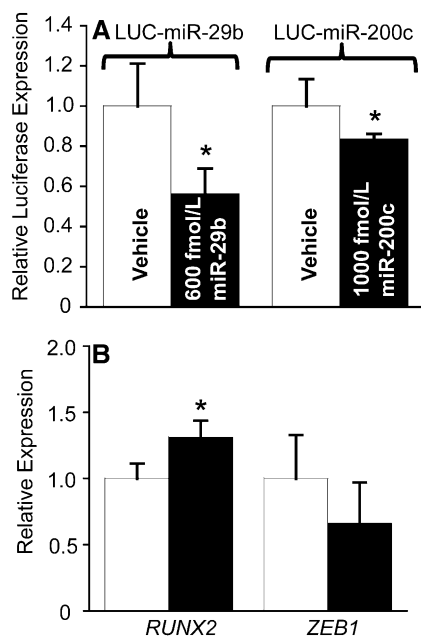 A
LUC-miR-29b
LUC-miR-200c
Relative Luciferase Expression
1.4
1.2
1.0
0.8
0.6
0.4
0.2
0
Vehicle
*
600 fmol/L
miR-29b
Vehicle
*
1000 fmol/L
miR-200c
B
Relative Expression
2.0
1.5
1.0
0.5
0
*
RUNX2
ZEB1